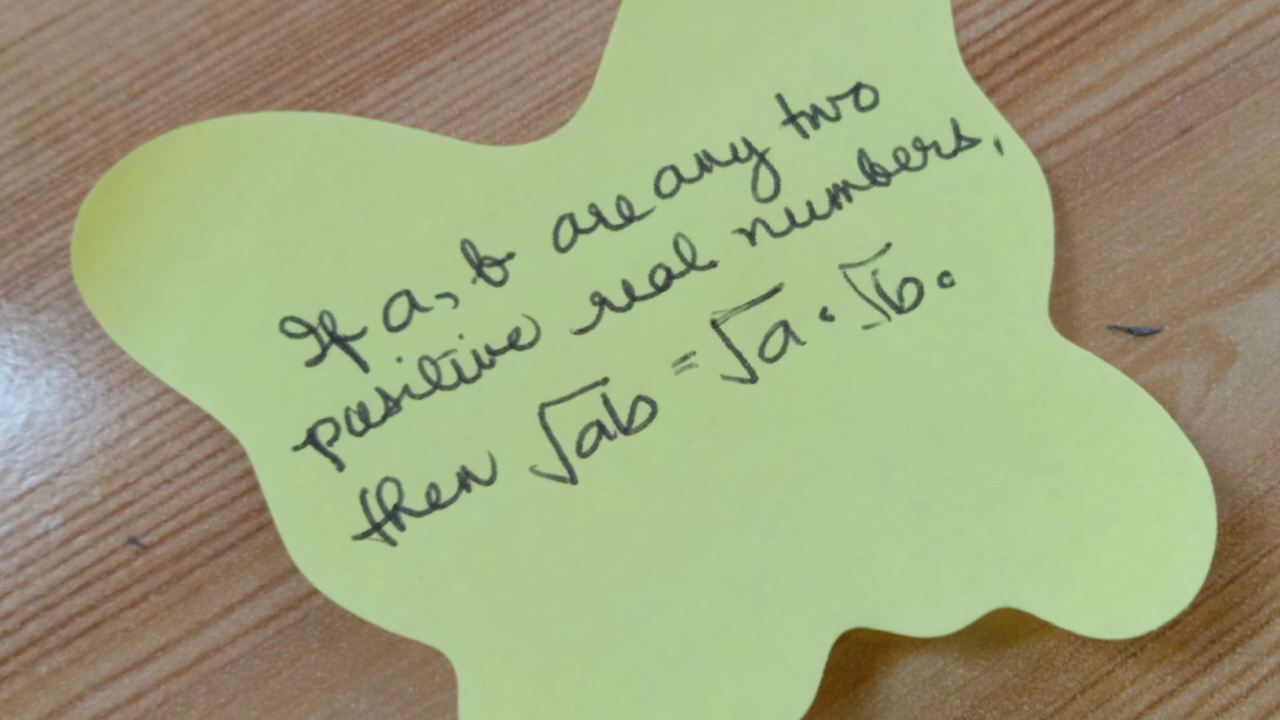 If a, b are any two
positive real numbers,
then √ab = √a · √b.